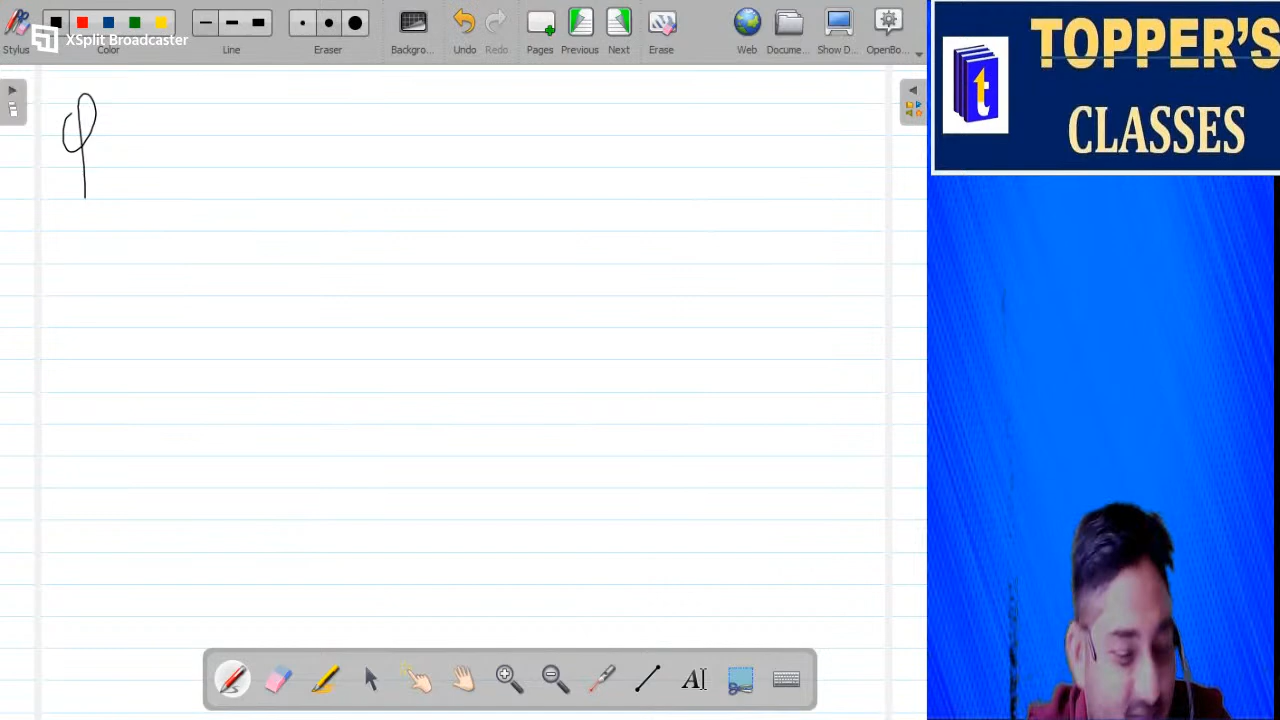 Stylus
Color
Line
Eraser
Backgro...
Undo
Redo
Pages
Previous
Next
Erase
Web
Docume...
Show D...
OpenBo...
XSplit Broadcaster
t
TOPPER'S
CLASSES
AI